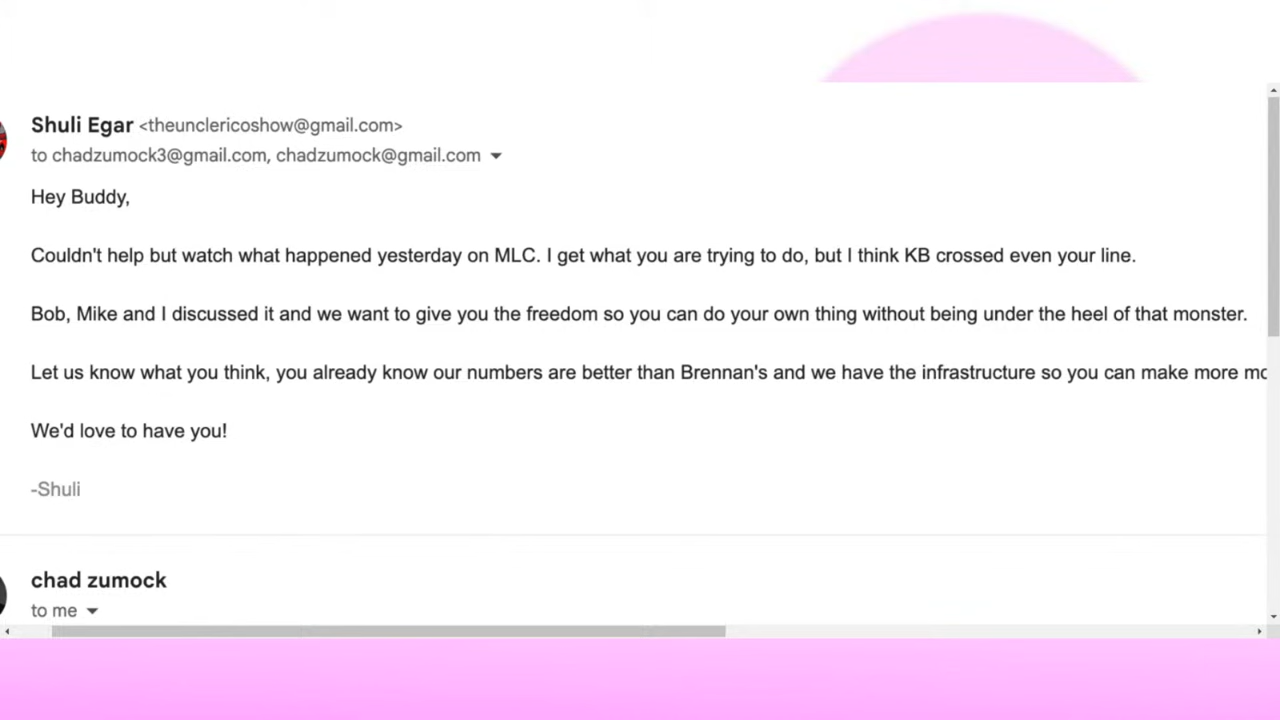 Shuli Egar <theunclericoshow@gmail.com>
to chadzumock3@gmail.com, chadzumock@gmail.com
Hey Buddy,
Couldn't help but watch what happened yesterday on MLC. I get what you are trying to do, but I think KB crossed even your line.
Bob, Mike and I discussed it and we want to give you the freedom so you can do your own thing without being under the heel of that monster.
Let us know what you think, you already know our numbers are better than Brennan's and we have the infrastructure so you can make more
We'd love to have you!
-Shuli
chad zumock
to me